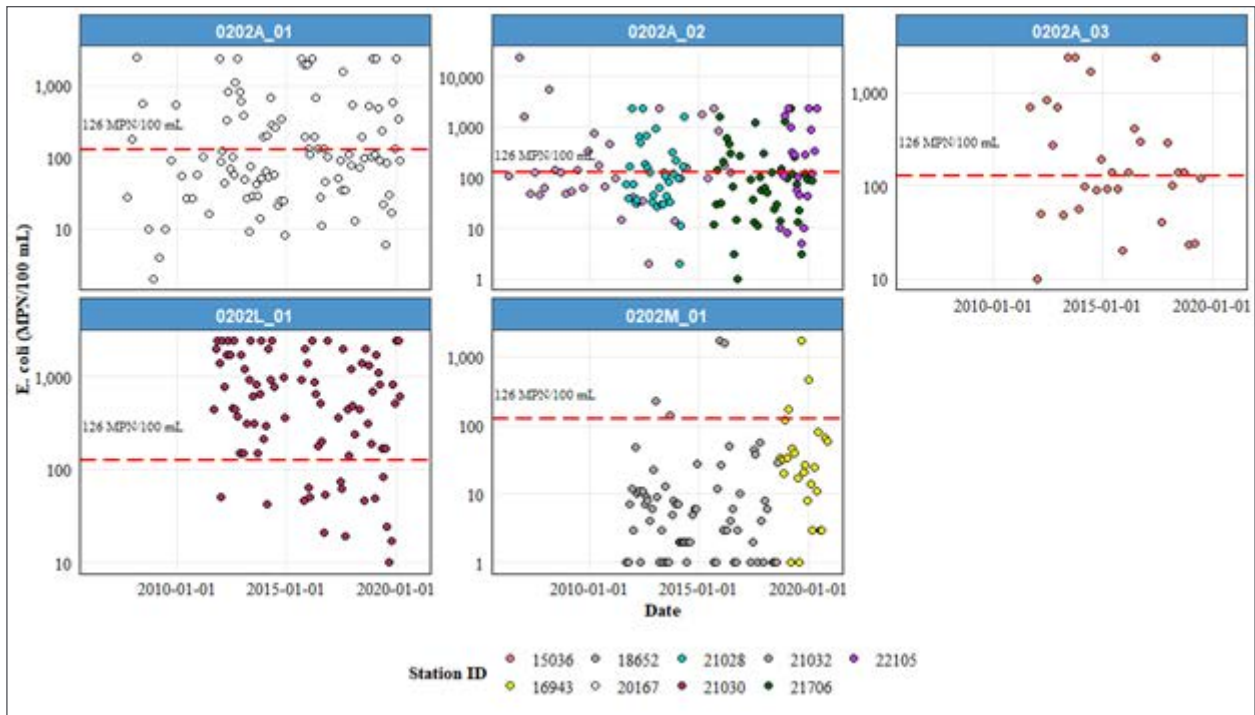 0202A_01 0202A_02 0202A_03
1,000
100
10
126 MPN/100 mL
10,000
1,000
100
10
1
126 MPN/100 mL
1,000
100
10
126 MPN/100 mL
2010-01-01 2015-01-01 2020-01-01
E. coli (MPN/100 mL)
0202L_01 0202M_01
1,000
100
10
126 MPN/100 mL
1,000
100
10
1
126 MPN/100 mL
2010-01-01 2015-01-01 2020-01-01 2010-01-01 2015-01-01 2020-01-01
Date
Station ID
15036 18652 21028 21032 22105
16943 20167 21030 21706